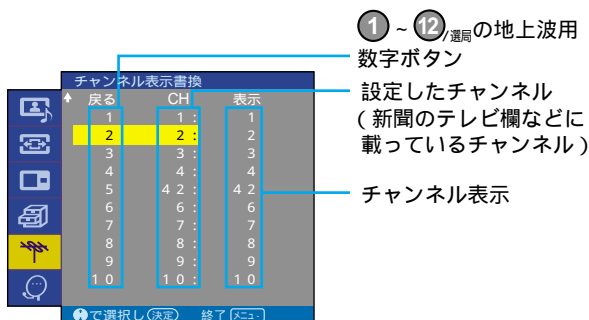 1 ~ 12/選局の地上波用
数字ボタン
設定したチャンネル
(新聞のテレビ欄などに
載っているチャンネル)
チャンネル表示
チャンネル表示書換
戻る CH 表示
1 1: 1
2 2: 2
3 3: 3
4 4: 4
5 42: 42
6 6: 6
7 7: 7
8 8: 8
9 9: 9
10 10: 10
で選択し 決定 終了 メニュー